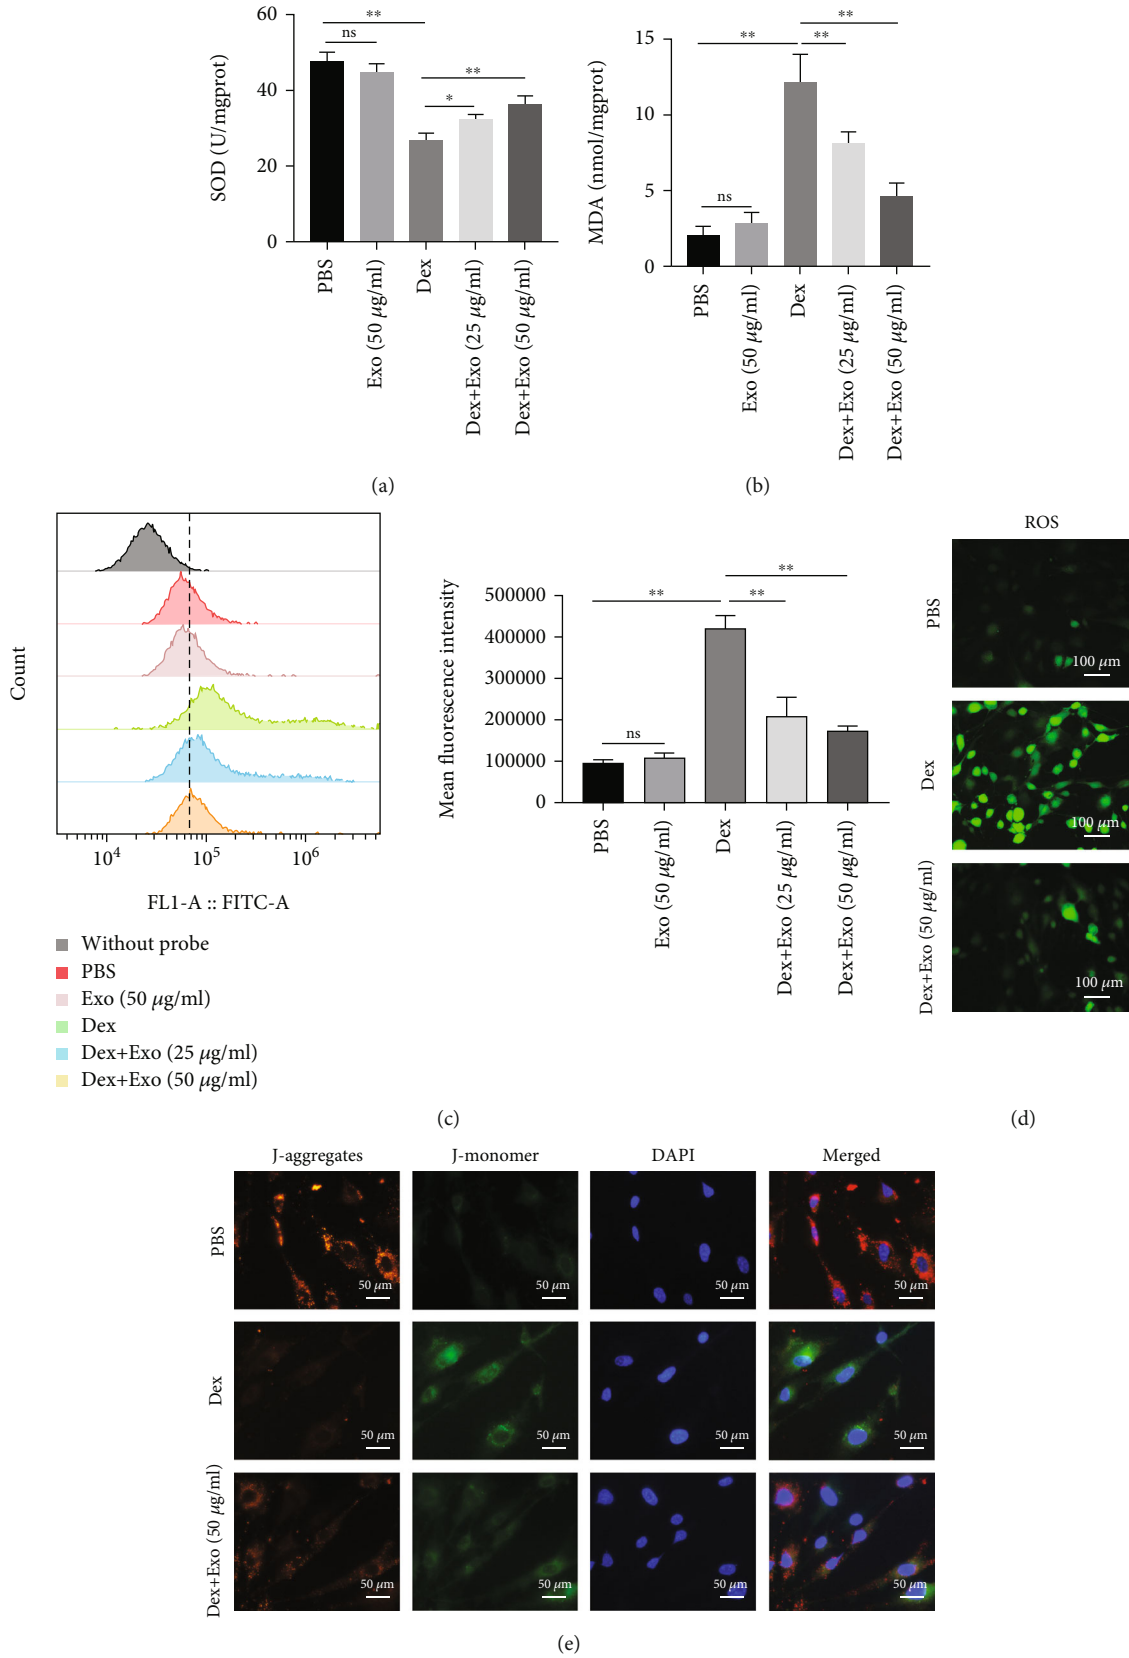 60
40
20
0
SOD (U/mgprot)
**
ns
**
*
PBS
Exo (50 μg/ml)
Dex
Dex+Exo (25 μg/ml)
Dex+Exo (50 μg/ml)
(a)
15
10
5
0
MDA (nmol/mgprot)
**
**
**
ns
PBS
Exo (50 μg/ml)
Dex
Dex+Exo (25 μg/ml)
Dex+Exo (50 μg/ml)
(b)
Count
10⁴ 10⁵ 10⁶
FL1-A :: FITC-A
Without probe
PBS
Exo (50 μg/ml)
Dex
Dex+Exo (25 μg/ml)
Dex+Exo (50 μg/ml)
500000
400000
300000
200000
100000
0
Mean fluorescence intensity
**
**
**
ns
PBS
Exo (50 μg/ml)
Dex
Dex+Exo (25 μg/ml)
Dex+Exo (50 μg/ml)
(c)
ROS
PBS
100 μm
Dex
100 μm
Dex+Exo (50 μg/ml)
100 μm
(d)
J-aggregates J-monomer DAPI Merged
PBS
50 μm 50 μm 50 μm 50 μm
Dex
50 μm 50 μm 50 μm 50 μm
Dex+Exo (50 μg/ml)
50 μm 50 μm 50 μm 50 μm
(e)